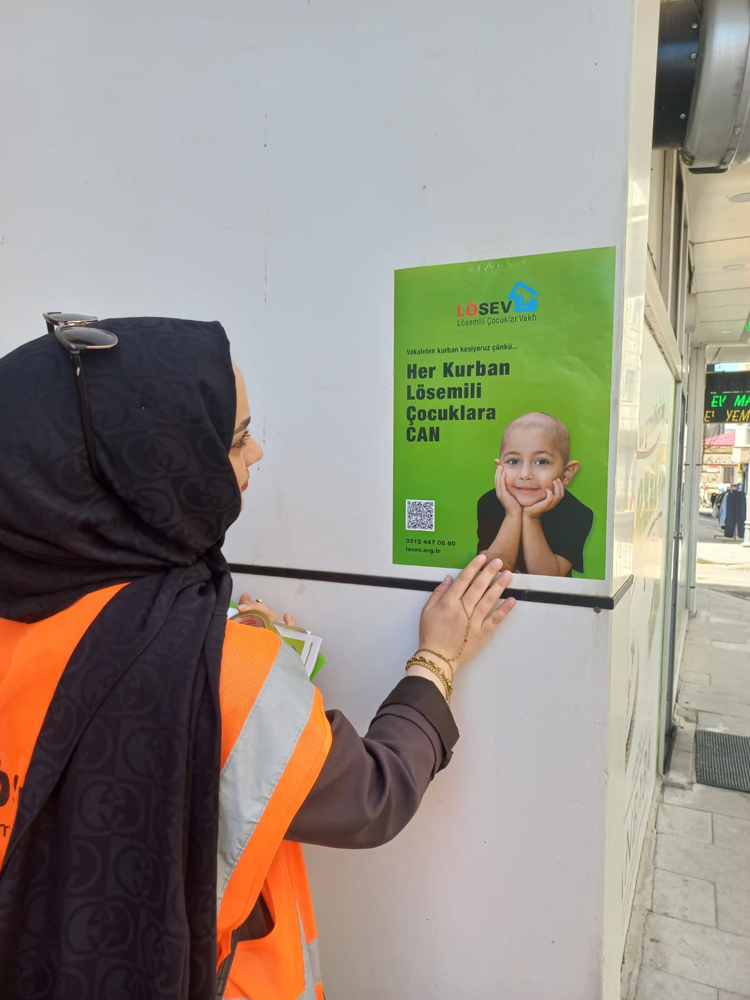 LÖSEV
Lösemili Çocuklar Vakfı
Vekaleten kurban kesiyoruz çünkü...
Her Kurban
Lösemili
Çocuklara
CAN
0312 447 06 60
losev.org.tr
EV MA
YEM